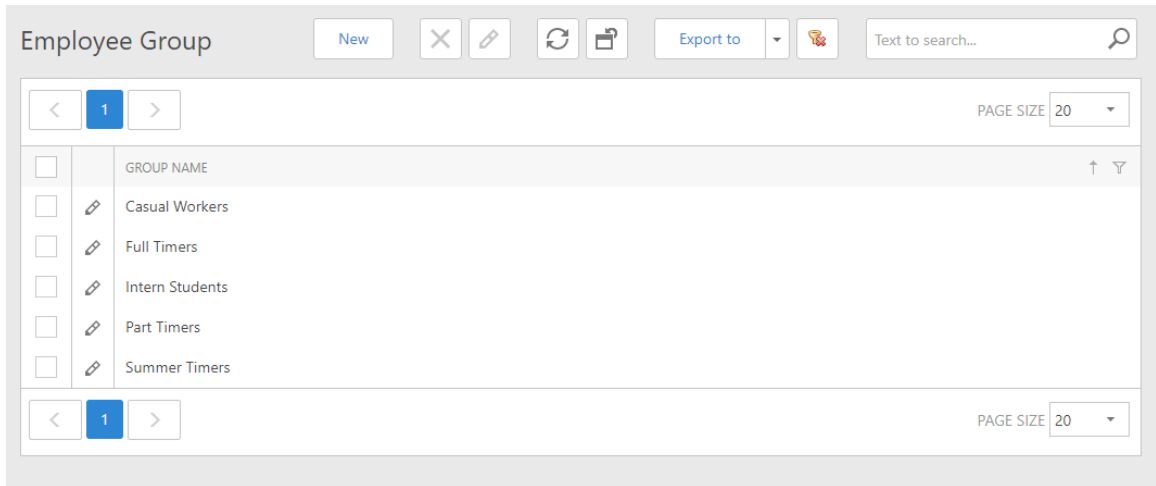 Employee Group New Export to Text to search...
1 PAGE SIZE 20
GROUP NAME
Casual Workers
Full Timers
Intern Students
Part Timers
Summer Timers
1 PAGE SIZE 20